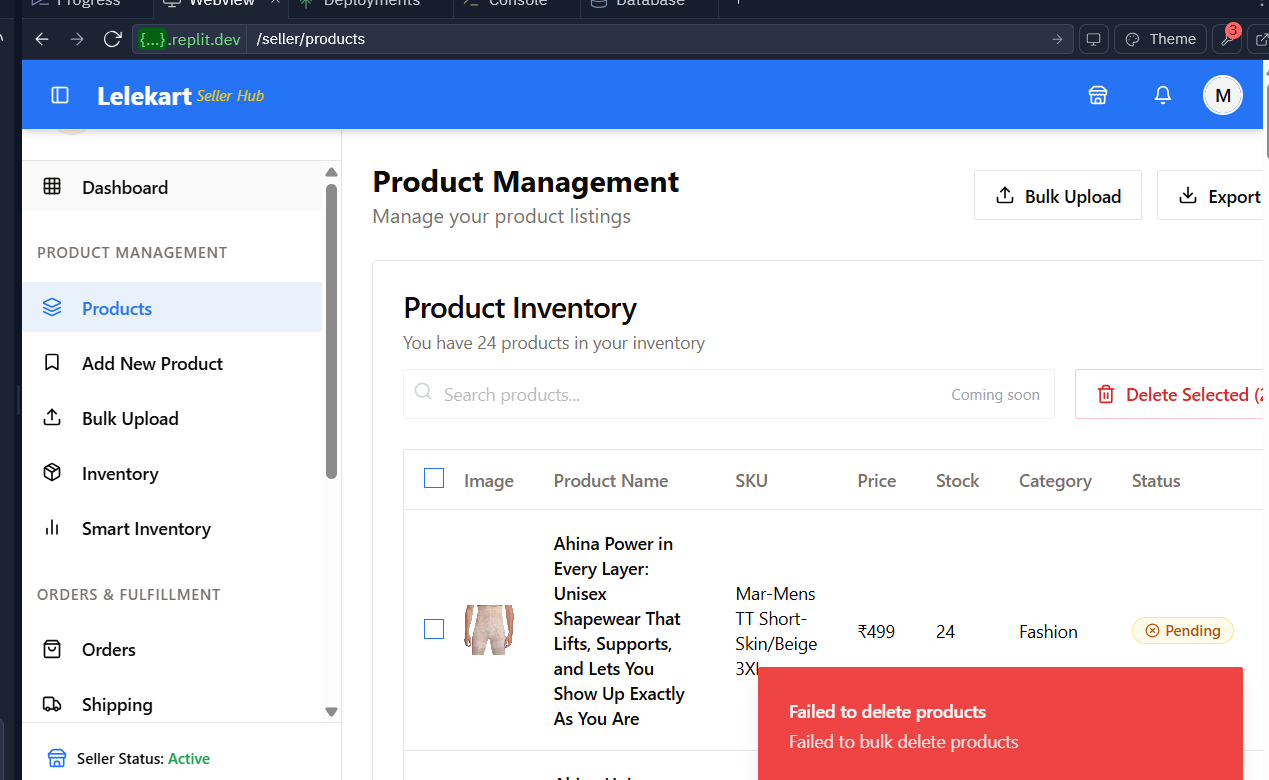 Progress
Webview
Deployments
Console
Database
{...}.replit.dev /seller/products
Theme
3
Lelekart Seller Hub
M
Dashboard
PRODUCT MANAGEMENT
Products
Add New Product
Bulk Upload
Inventory
Smart Inventory
ORDERS & FULFILLMENT
Orders
Shipping
Seller Status: Active
Product Management
Manage your product listings
Bulk Upload
Export
Product Inventory
You have 24 products in your inventory
Search products...
Coming soon
Delete Selected (2
Image Product Name SKU Price Stock Category Status
Ahina Power in
Every Layer:
Unisex
Shapewear That
Lifts, Supports,
and Lets You
Show Up Exactly
As You Are
Mar-Mens
TT Short-
Skin/Beige
3XL
₹499
24
Fashion
Pending
Failed to delete products
Failed to bulk delete products